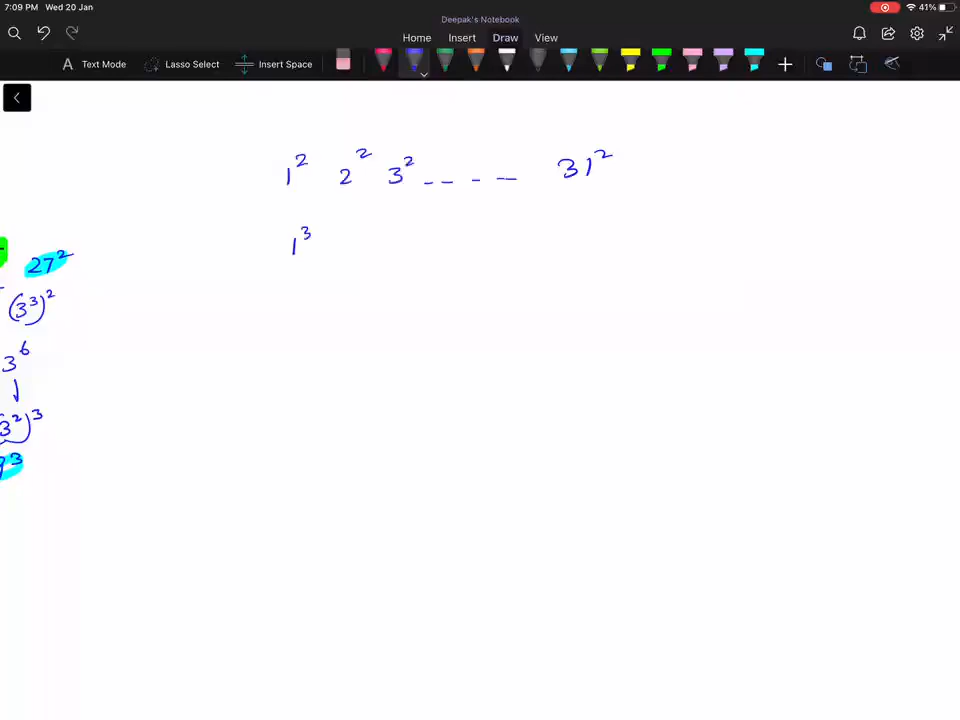 7:09 PM Wed 20 Jan 41%
Deepak's Notebook
Home Insert Draw View
Text Mode Lasso Select Insert Space
1² 2² 3² -- - -- 31²
1³
27²
(3³)²
3⁶
↓
3²)³
9³